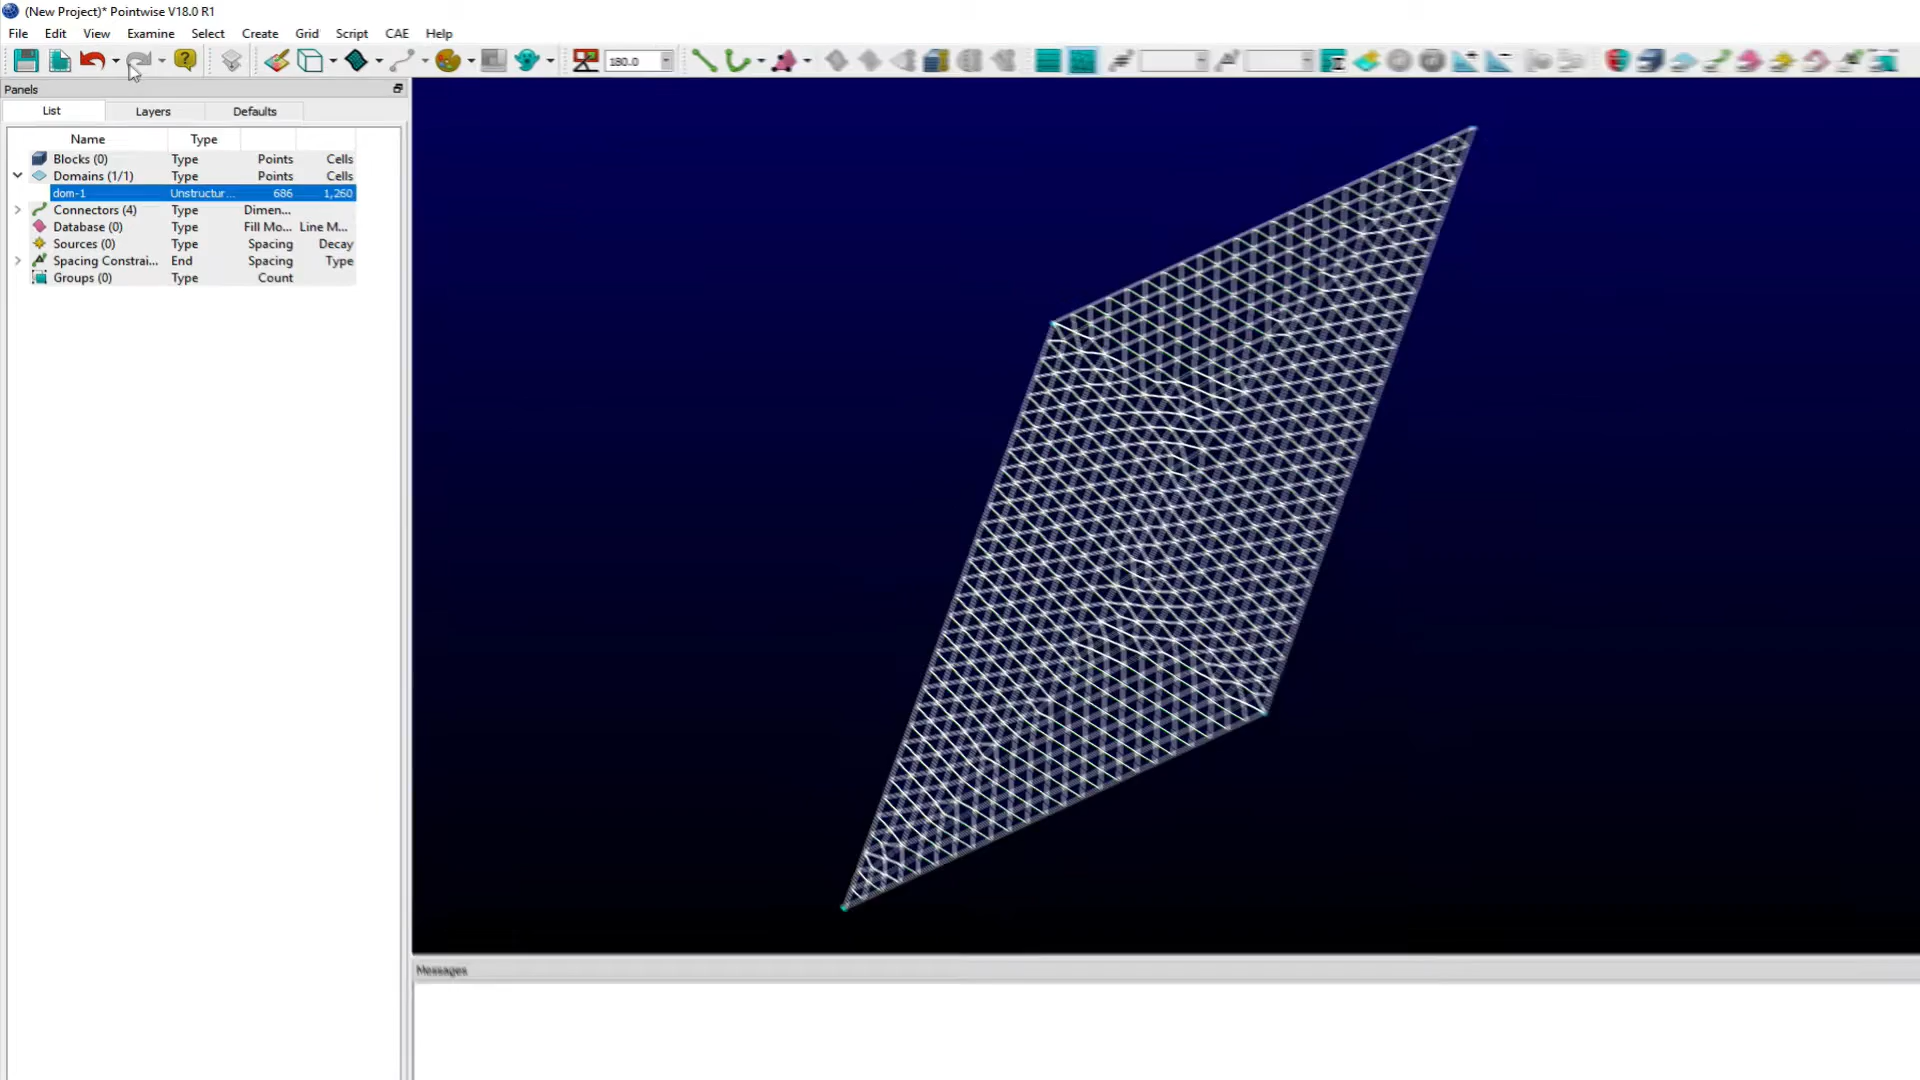 (New Project)* Pointwise V18.0 R1
File Edit View Examine Select Create Grid Script CAE Help
180.0
Panels
List Layers Defaults
Name Type
Blocks (0) Type Points Cells
Domains (1/1) Type Points Cells
dom-1 Unstructur... 686 1,260
Connectors (4) Type Dimen...
Database (0) Type Fill Mo... Line M...
Sources (0) Type Spacing Decay
Spacing Constrai... End Spacing Type
Groups (0) Type Count
Messages